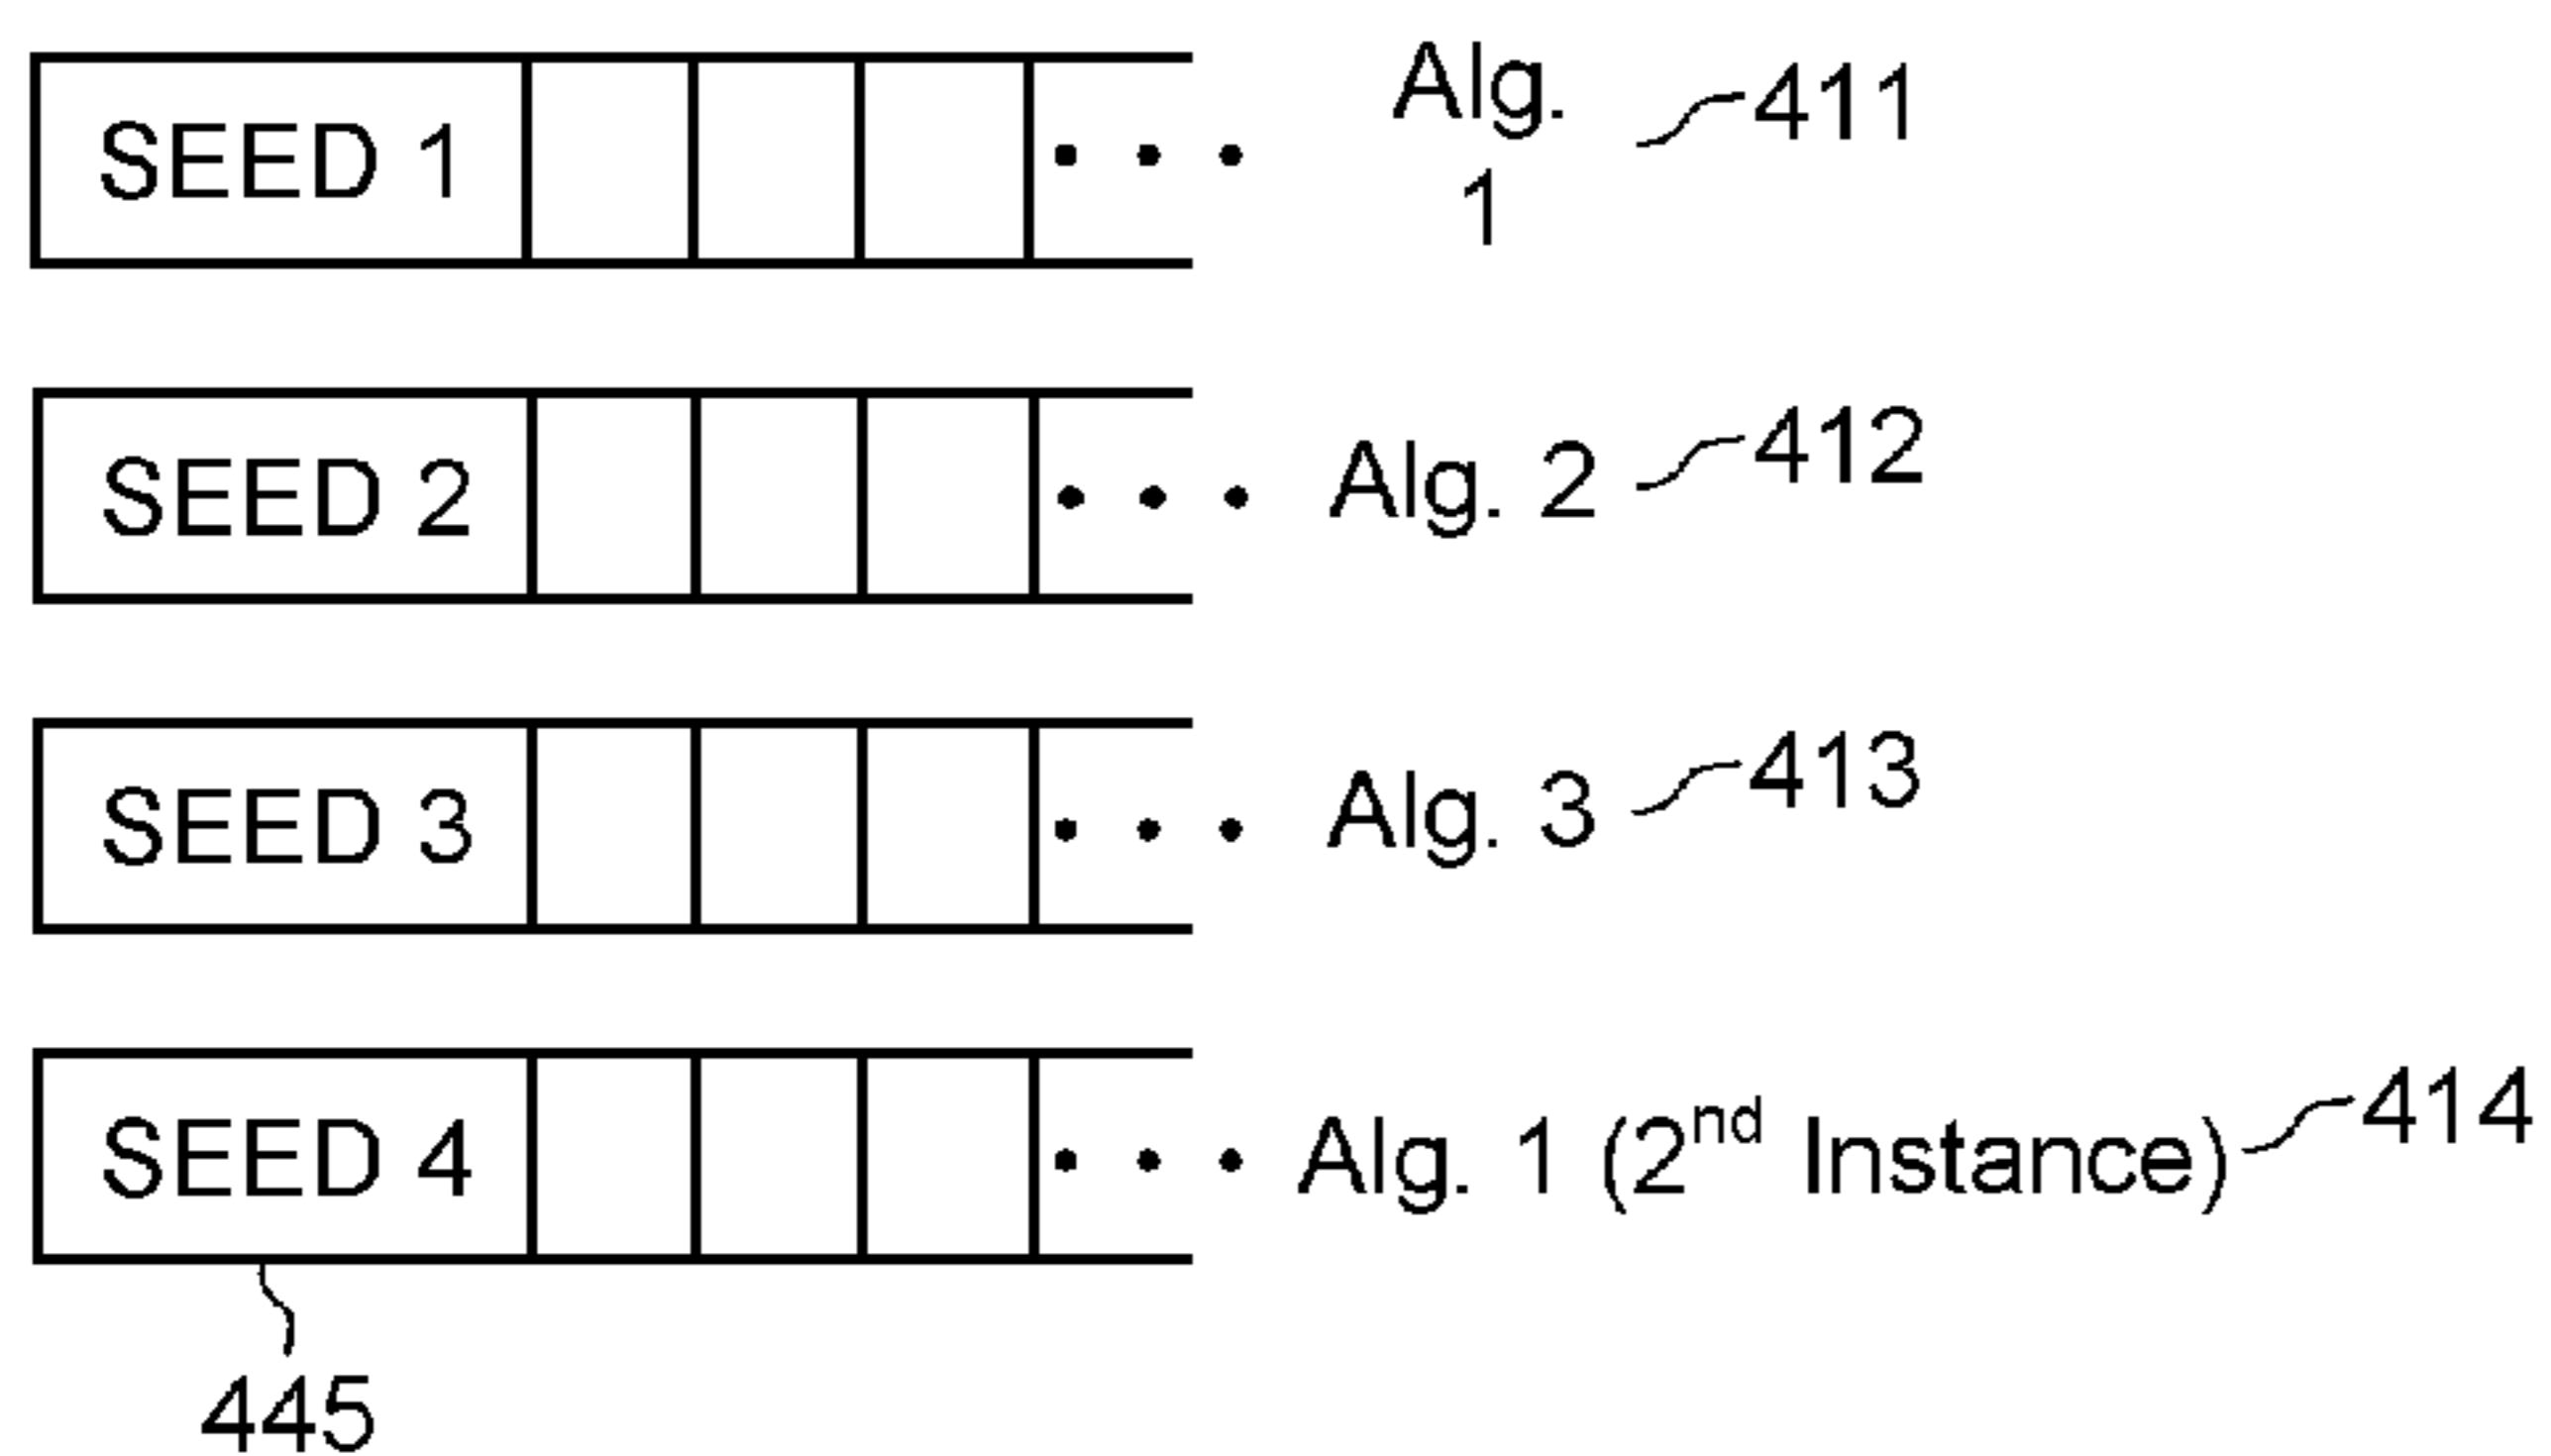 SEED 1 • • • Alg. 1 411
SEED 2 • • • Alg. 2 412
SEED 3 • • • Alg. 3 413
SEED 4 • • • Alg. 1 (2nd Instance) 414
445